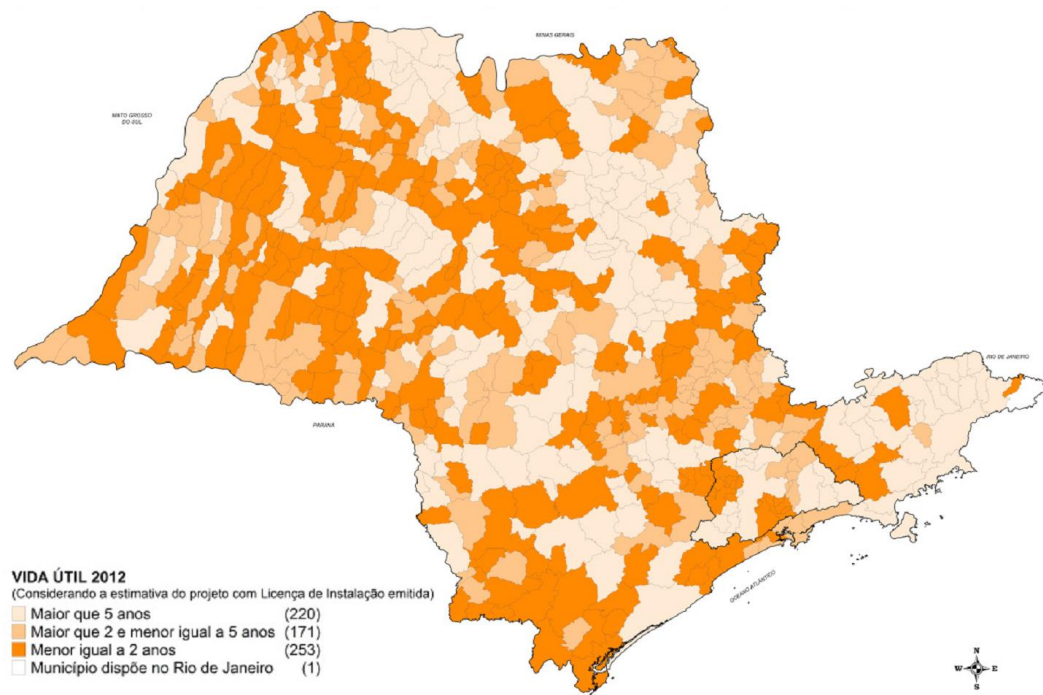 MINAS GERAIS
MATO GROSSO
DO SUL
RIO DE JANEIRO
PARANÁ
OCEANO ATLÂNTICO
VIDA ÚTIL 2012
(Considerando a estimativa do projeto com Licença de Instalação emitida)
Maior que 5 anos (220)
Maior que 2 e menor igual a 5 anos (171)
Menor igual a 2 anos (253)
Município dispõe no Rio de Janeiro (1)
N
W E
S